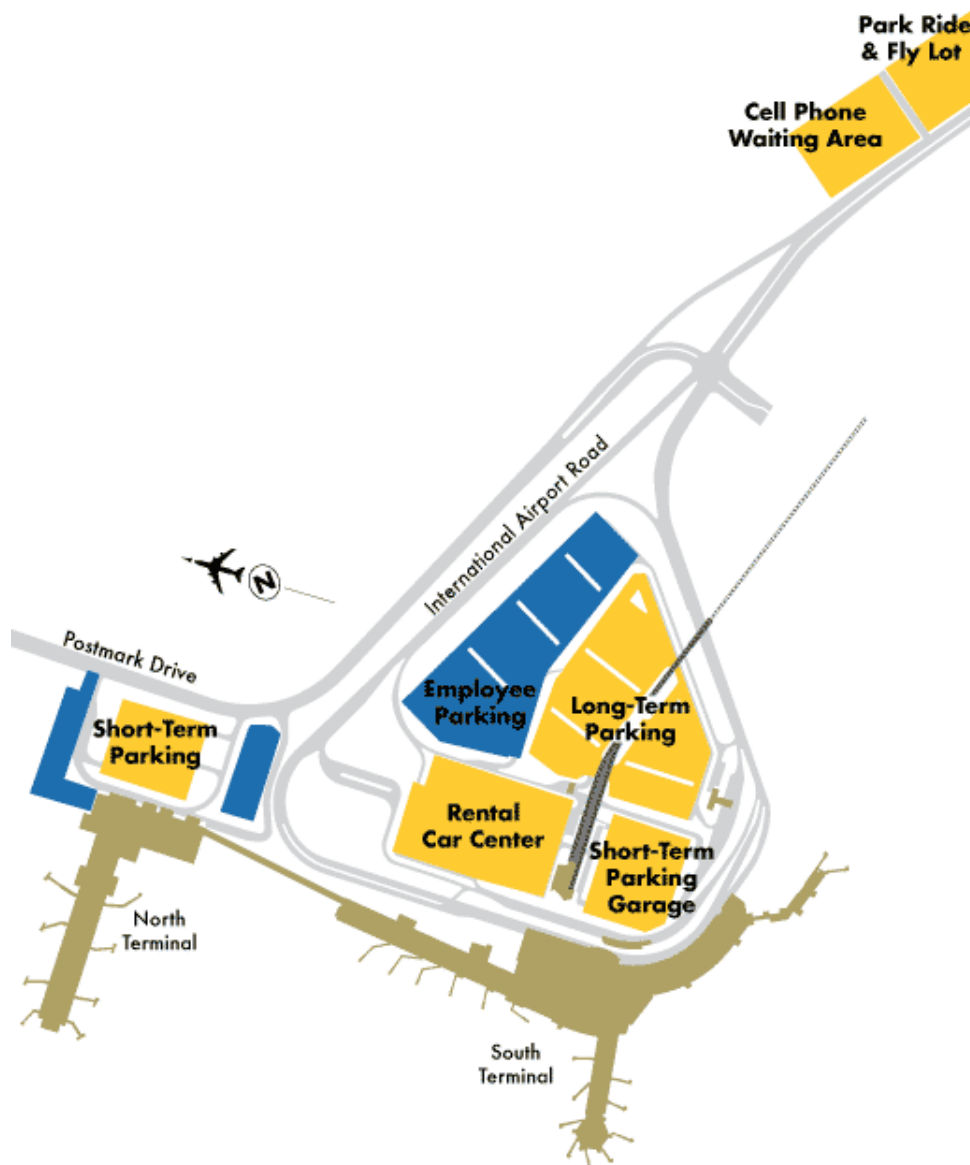 Park Ride
& Fly Lot
Cell Phone
Waiting Area
International Airport Road
N
Postmark Drive
Employee
Parking
Long-Term
Parking
Short-Term
Parking
Rental
Car Center
Short-Term
Parking
Garage
North
Terminal
South
Terminal